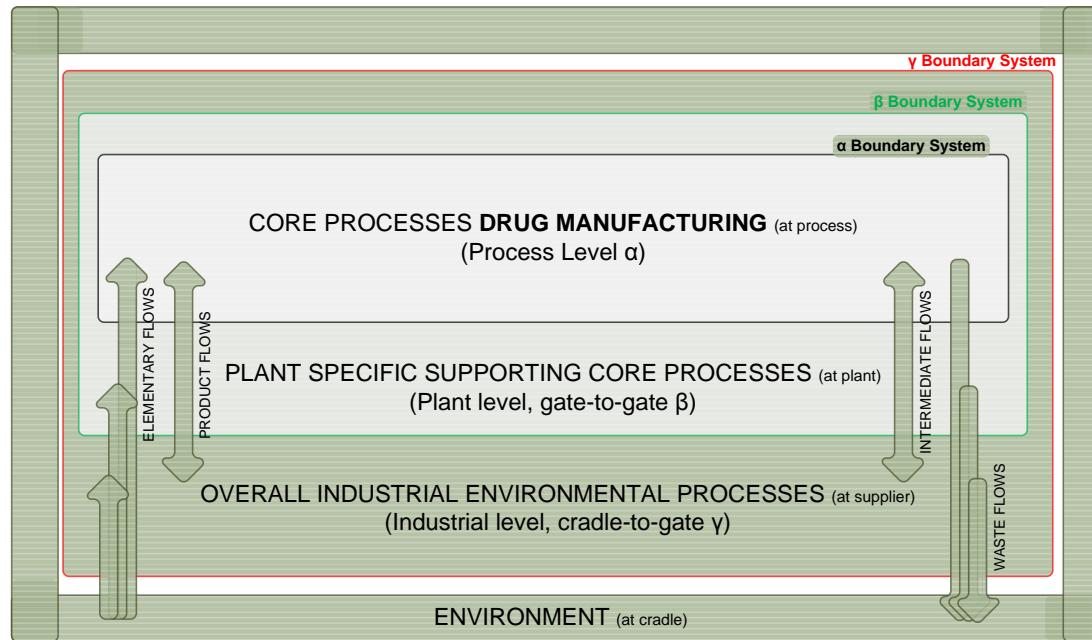 γ Boundary System
β Boundary System
α Boundary System
CORE PROCESSES DRUG MANUFACTURING (at process)
(Process Level α)
ELEMENTARY FLOWS
PRODUCT FLOWS
INTERMEDIATE FLOWS
PLANT SPECIFIC SUPPORTING CORE PROCESSES (at plant)
(Plant level, gate-to-gate β)
OVERALL INDUSTRIAL ENVIRONMENTAL PROCESSES (at supplier)
(Industrial level, cradle-to-gate γ)
WASTE FLOWS
ENVIRONMENT (at cradle)